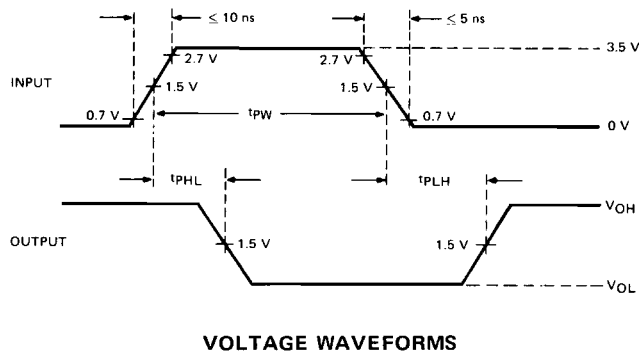 ≤ 10 ns
≤ 5 ns
2.7 V
2.7 V
3.5 V
INPUT
1.5 V
1.5 V
0.7 V
tPW
0.7 V
0 V
tPHL
tPLH
VOH
OUTPUT
1.5 V
1.5 V
VOL
VOLTAGE WAVEFORMS